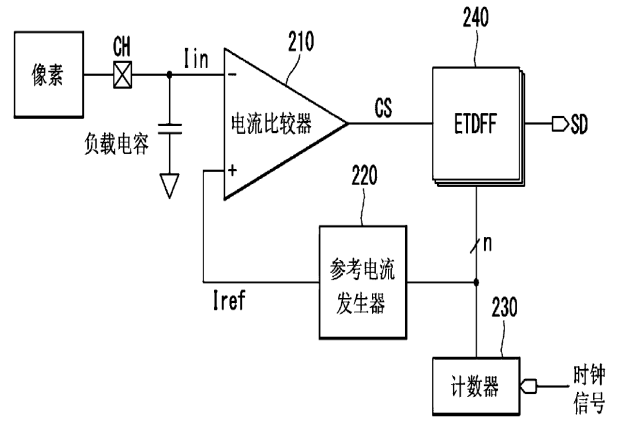 像素
CH
Iin
210
240
-
电流比较器
CS
ETDFF
SD
负载电容
+
220
n
Iref
参考电流
发生器
230
计数器
时钟
信号